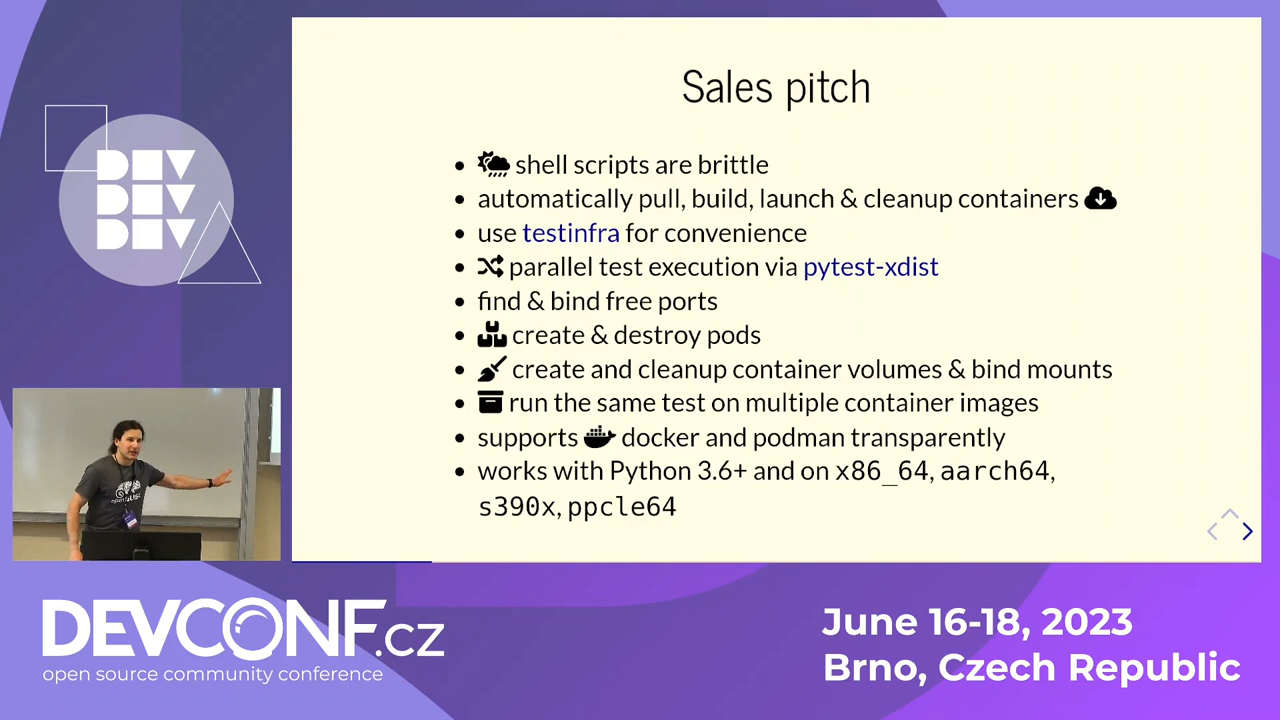 Sales pitch
shell scripts are brittle
automatically pull, build, launch & cleanup containers
use testinfra for convenience
parallel test execution via pytest-xdist
find & bind free ports
create & destroy pods
create and cleanup container volumes & bind mounts
run the same test on multiple container images
supports docker and podman transparently
works with Python 3.6+ and on x86_64, aarch64,
s390x, ppcle64
DEV
DEV
DEV
DEVCONF.cz
open source community conference
June 16-18, 2023
Brno, Czech Republic